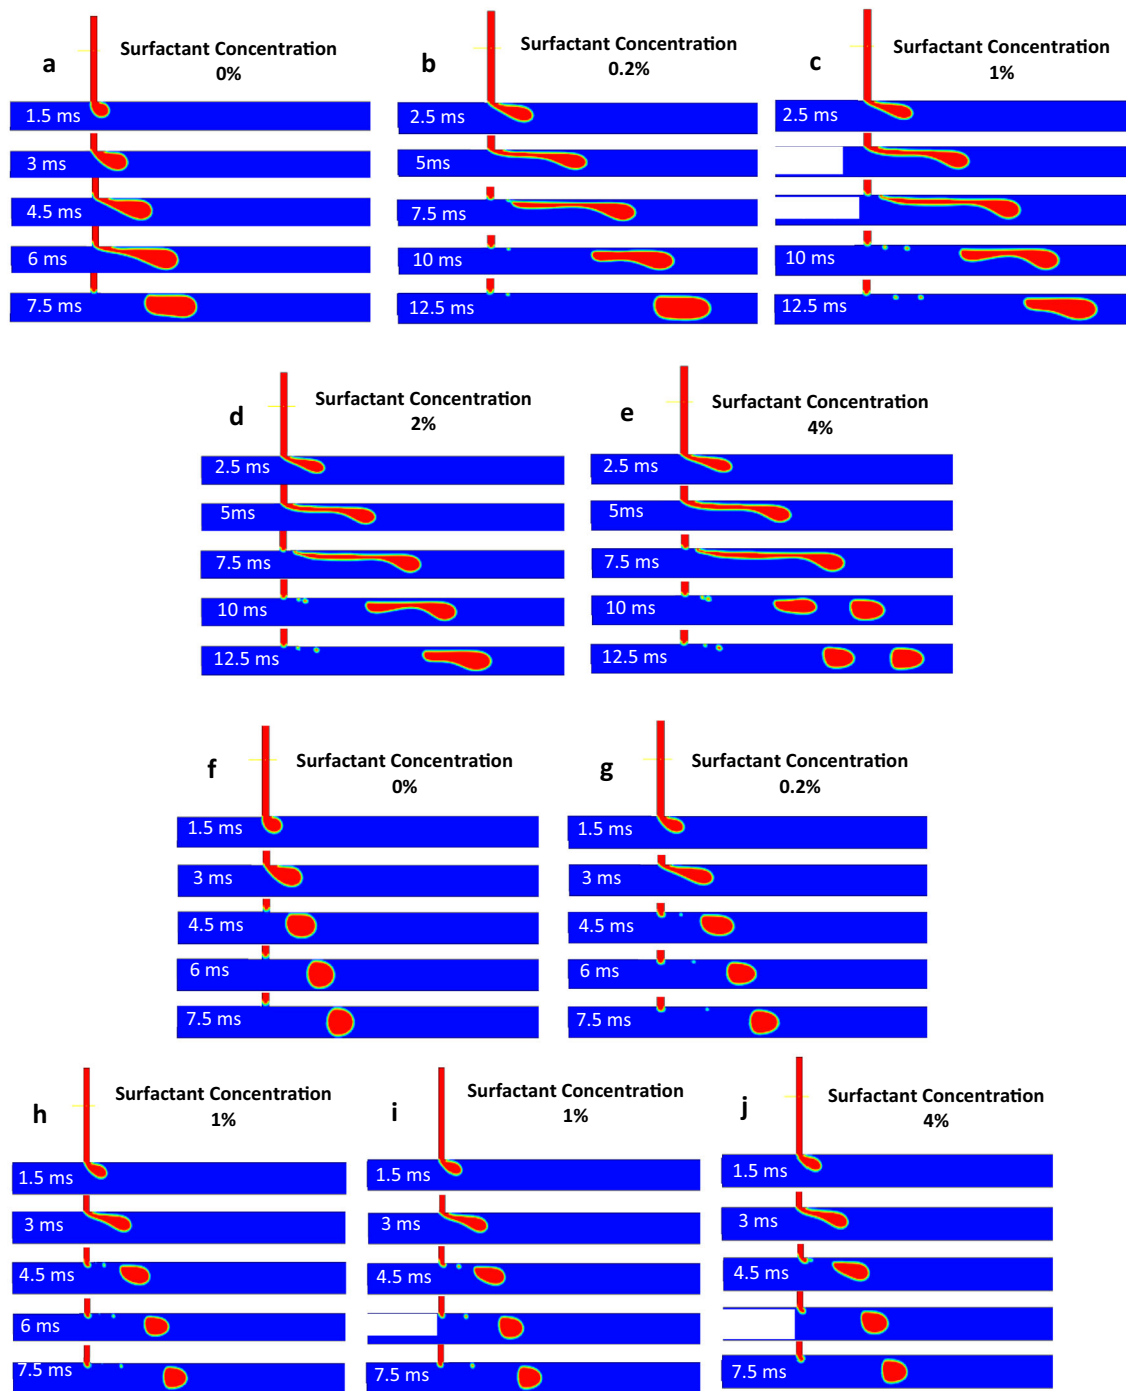 a
Surfactant Concentration
0%
1.5 ms
3 ms
4.5 ms
6 ms
7.5 ms
b
Surfactant Concentration
0.2%
2.5 ms
5ms
7.5 ms
10 ms
12.5 ms
c
Surfactant Concentration
1%
2.5 ms
10 ms
12.5 ms
d
Surfactant Concentration
2%
2.5 ms
5ms
7.5 ms
10 ms
12.5 ms
e
Surfactant Concentration
4%
2.5 ms
5ms
7.5 ms
10 ms
12.5 ms
f
Surfactant Concentration
0%
1.5 ms
3 ms
4.5 ms
6 ms
7.5 ms
g
Surfactant Concentration
0.2%
1.5 ms
3 ms
4.5 ms
6 ms
7.5 ms
h
Surfactant Concentration
1%
1.5 ms
3 ms
4.5 ms
6 ms
7.5 ms
i
Surfactant Concentration
1%
1.5 ms
3 ms
4.5 ms
7.5 ms
j
Surfactant Concentration
4%
1.5 ms
3 ms
4.5 ms
7.5 ms